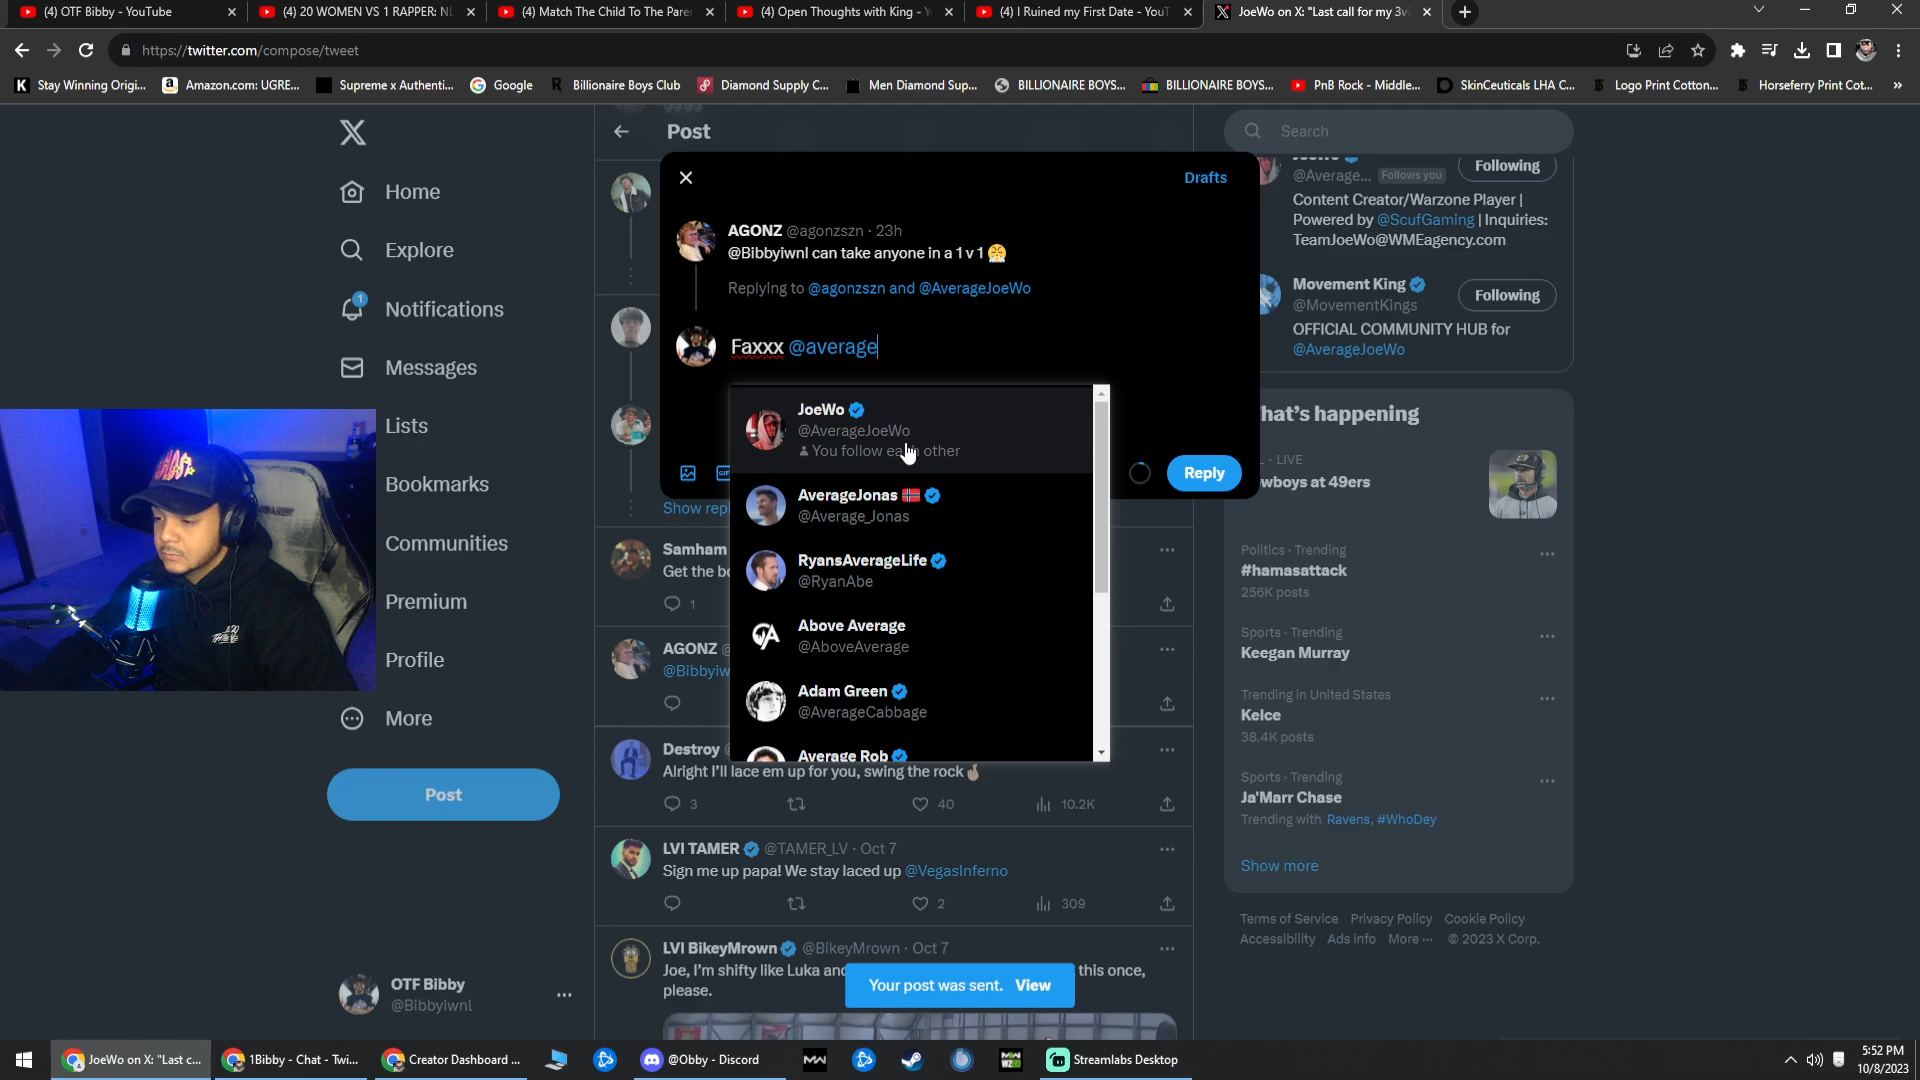 (4) OTF Bibby - YouTube
(4) 20 WOMEN VS 1 RAPPER: NL
(4) Match The Child To The Pare
(4) Open Thoughts with King - Y
(4) I Ruined my First Date - YouT
JoeWo on X: "Last call for my 3v
https://twitter.com/compose/tweet
Stay Winning Origi...
Amazon.com: UGRE...
Supreme x Authenti...
Google
Billionaire Boys Club
Diamond Supply C...
Men Diamond Sup...
BILLIONAIRE BOYS...
BILLIONAIRE BOYS...
PnB Rock - Middle...
SkinCeuticals LHA C...
Logo Print Cotton...
Horseferry Print Cot...
Home
Explore
1
Notifications
Messages
Lists
Bookmarks
Communities
Premium
Profile
More
Post
OTF Bibby
@Bibbyiwnl
Post
Drafts
AGONZ @agonzszn · 23h
@Bibbyiwnl can take anyone in a 1 v 1
Replying to @agonzszn and @AverageJoeWo
Faxxx @average
JoeWo
@AverageJoeWo
You follow each other
AverageJonas
@Average_Jonas
RyansAverageLife
@RyanAbe
Above Average
@AboveAverage
Adam Green
@AverageCabbage
Average Rob
GIF
Reply
Show repl
Samham
Get the bo
1
AGONZ
@Bibbyiw
Destroy
Alright I'll lace em up for you, swing the rock
3
40
10.2K
LVI TAMER @TAMER_LV · Oct 7
Sign me up papa! We stay laced up @VegasInferno
2
309
LVI BikeyMrown @BikeyMrown · Oct 7
Joe, I'm shifty like Luka and this once,
please.
Your post was sent. View
Search
@Average... Follows you
Following
Content Creator/Warzone Player |
Powered by @ScufGaming | Inquiries:
TeamJoeWo@WMEagency.com
Movement King
@MovementKings
Following
OFFICIAL COMMUNITY HUB for
@AverageJoeWo
hat's happening
L · LIVE
wboys at 49ers
Politics · Trending
#hamasattack
256K posts
Sports · Trending
Keegan Murray
Trending in United States
Kelce
38.4K posts
Sports · Trending
Ja'Marr Chase
Trending with Ravens, #WhoDey
Show more
Terms of Service Privacy Policy Cookie Policy
Accessibility Ads info More ··· © 2023 X Corp.
JoeWo on X: "Last c...
1Bibby - Chat - Twi...
Creator Dashboard ...
@Obby - Discord
Streamlabs Desktop
5:52 PM
10/8/2023